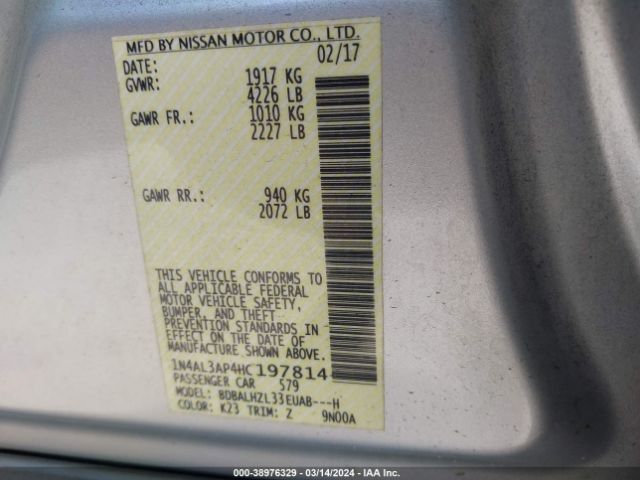 MFD BY NISSAN MOTOR CO., LTD.
DATE: 02/17
GVWR: 1917 KG
4226 LB
GAWR FR.: 1010 KG
2227 LB
GAWR RR.: 940 KG
2072 LB
THIS VEHICLE CONFORMS TO
ALL APPLICABLE FEDERAL
MOTOR VEHICLE SAFETY,
BUMPER, AND THEFT
PREVENTION STANDARDS IN
EFFECT ON THE DATE OF
MANUFACTURE SHOWN ABOVE.
1N4AL3AP4HC197814
PASSENGER CAR 579
MODEL: BDBALHZL33EUAB---H
COLOR: K23 TRIM: Z 9N00A
000-38976329 - 03/14/2024 - IAA Inc.